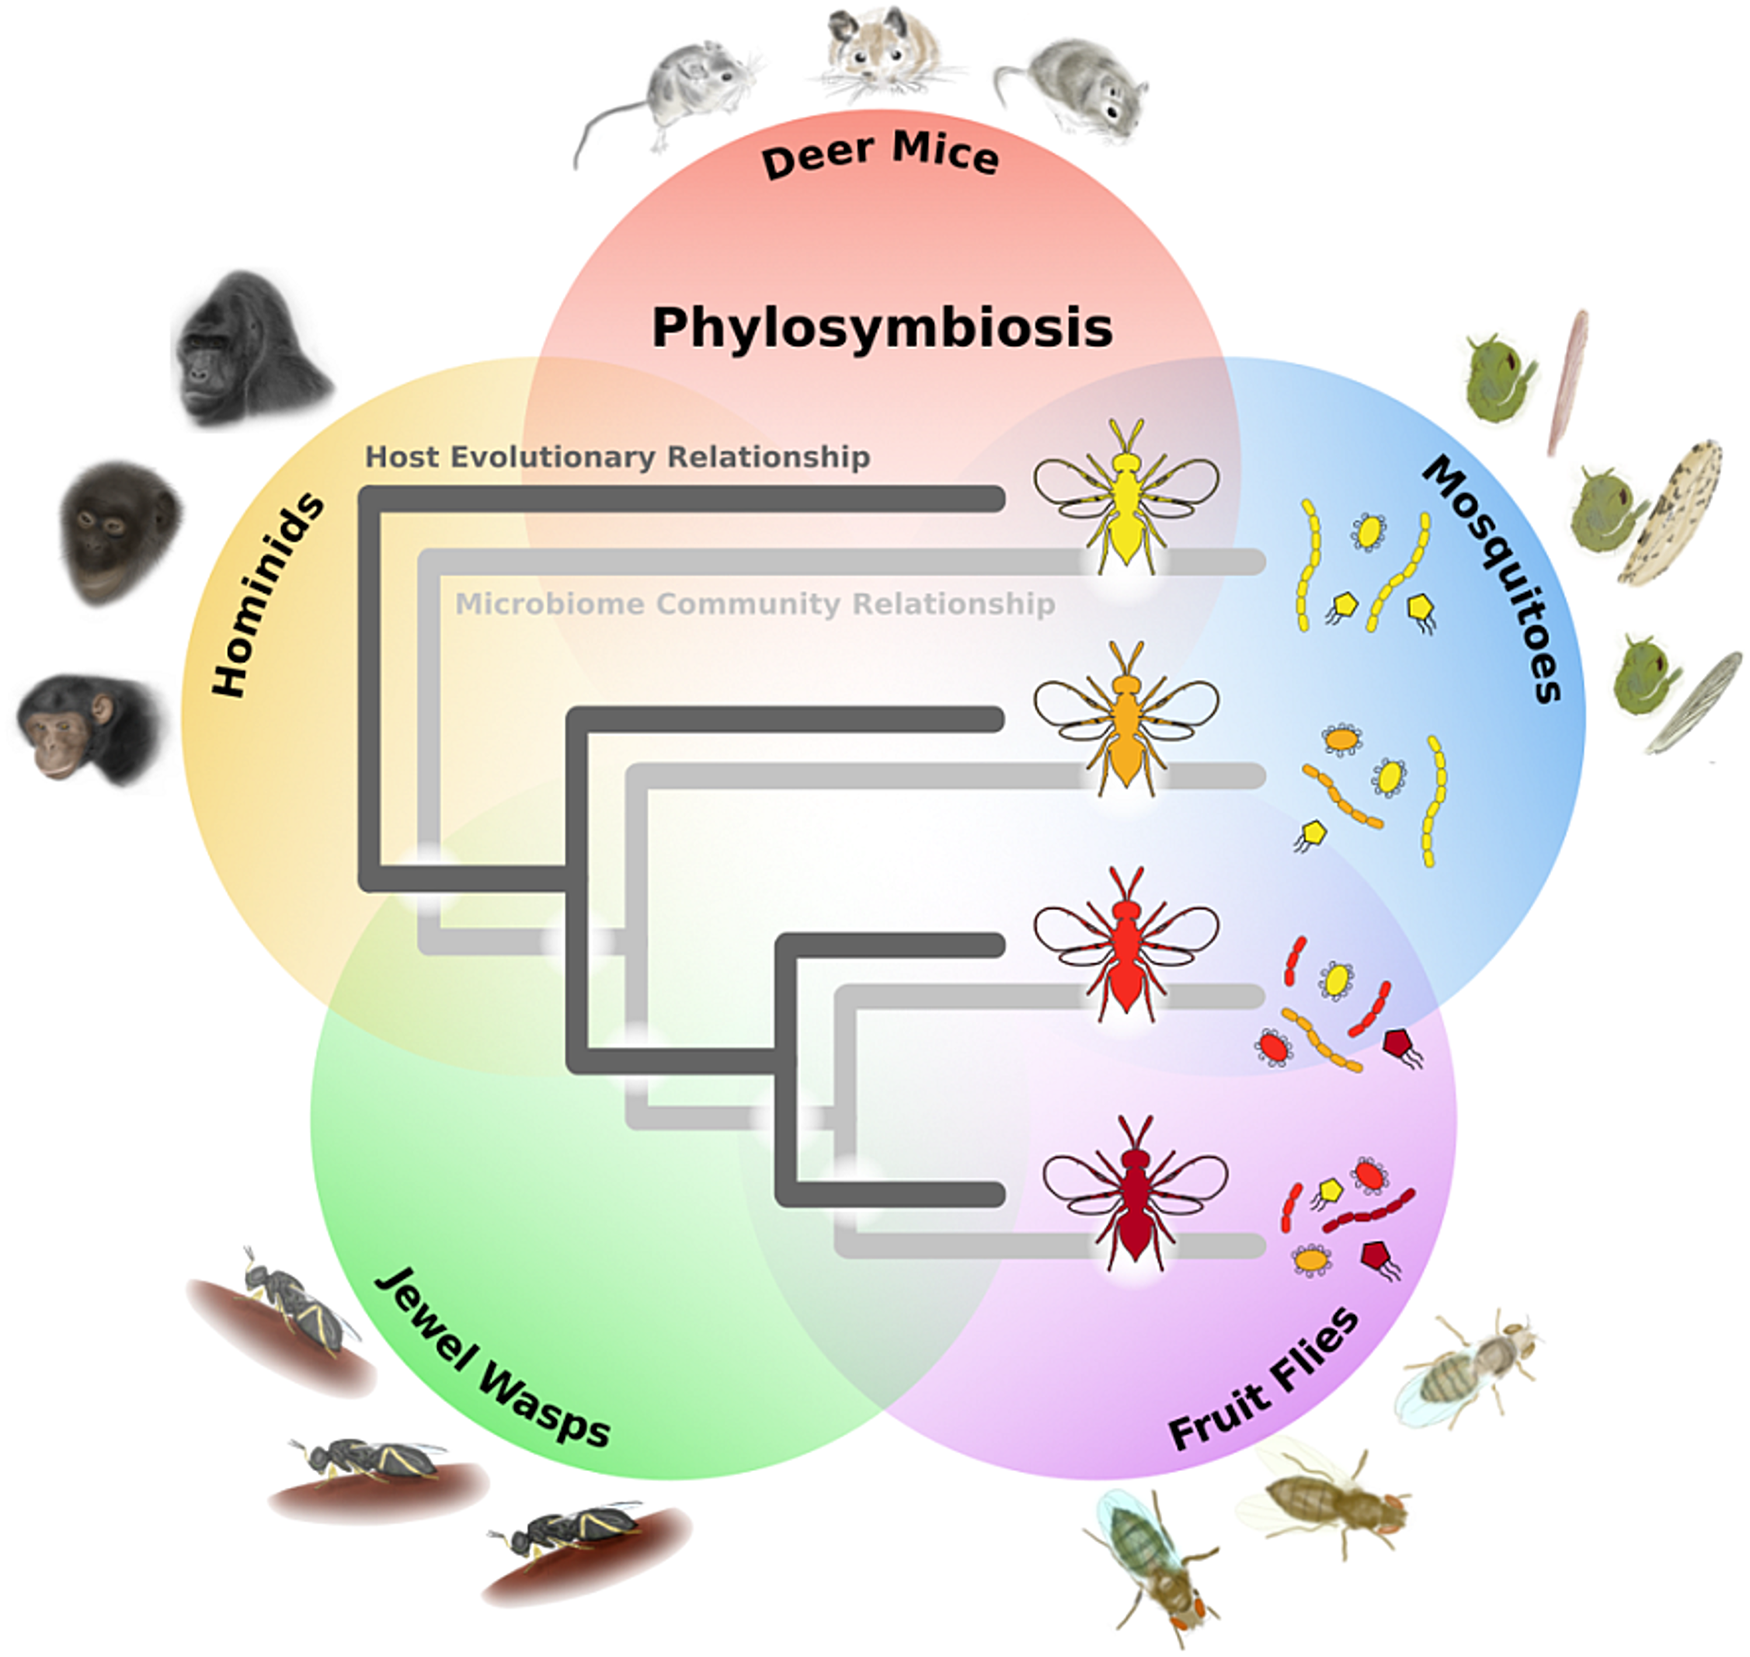 Deer Mice
Phylosymbiosis
Host Evolutionary Relationship
Microbiome Community Relationship
Hominids
Mosquitoes
Jewel Wasps
Fruit Flies